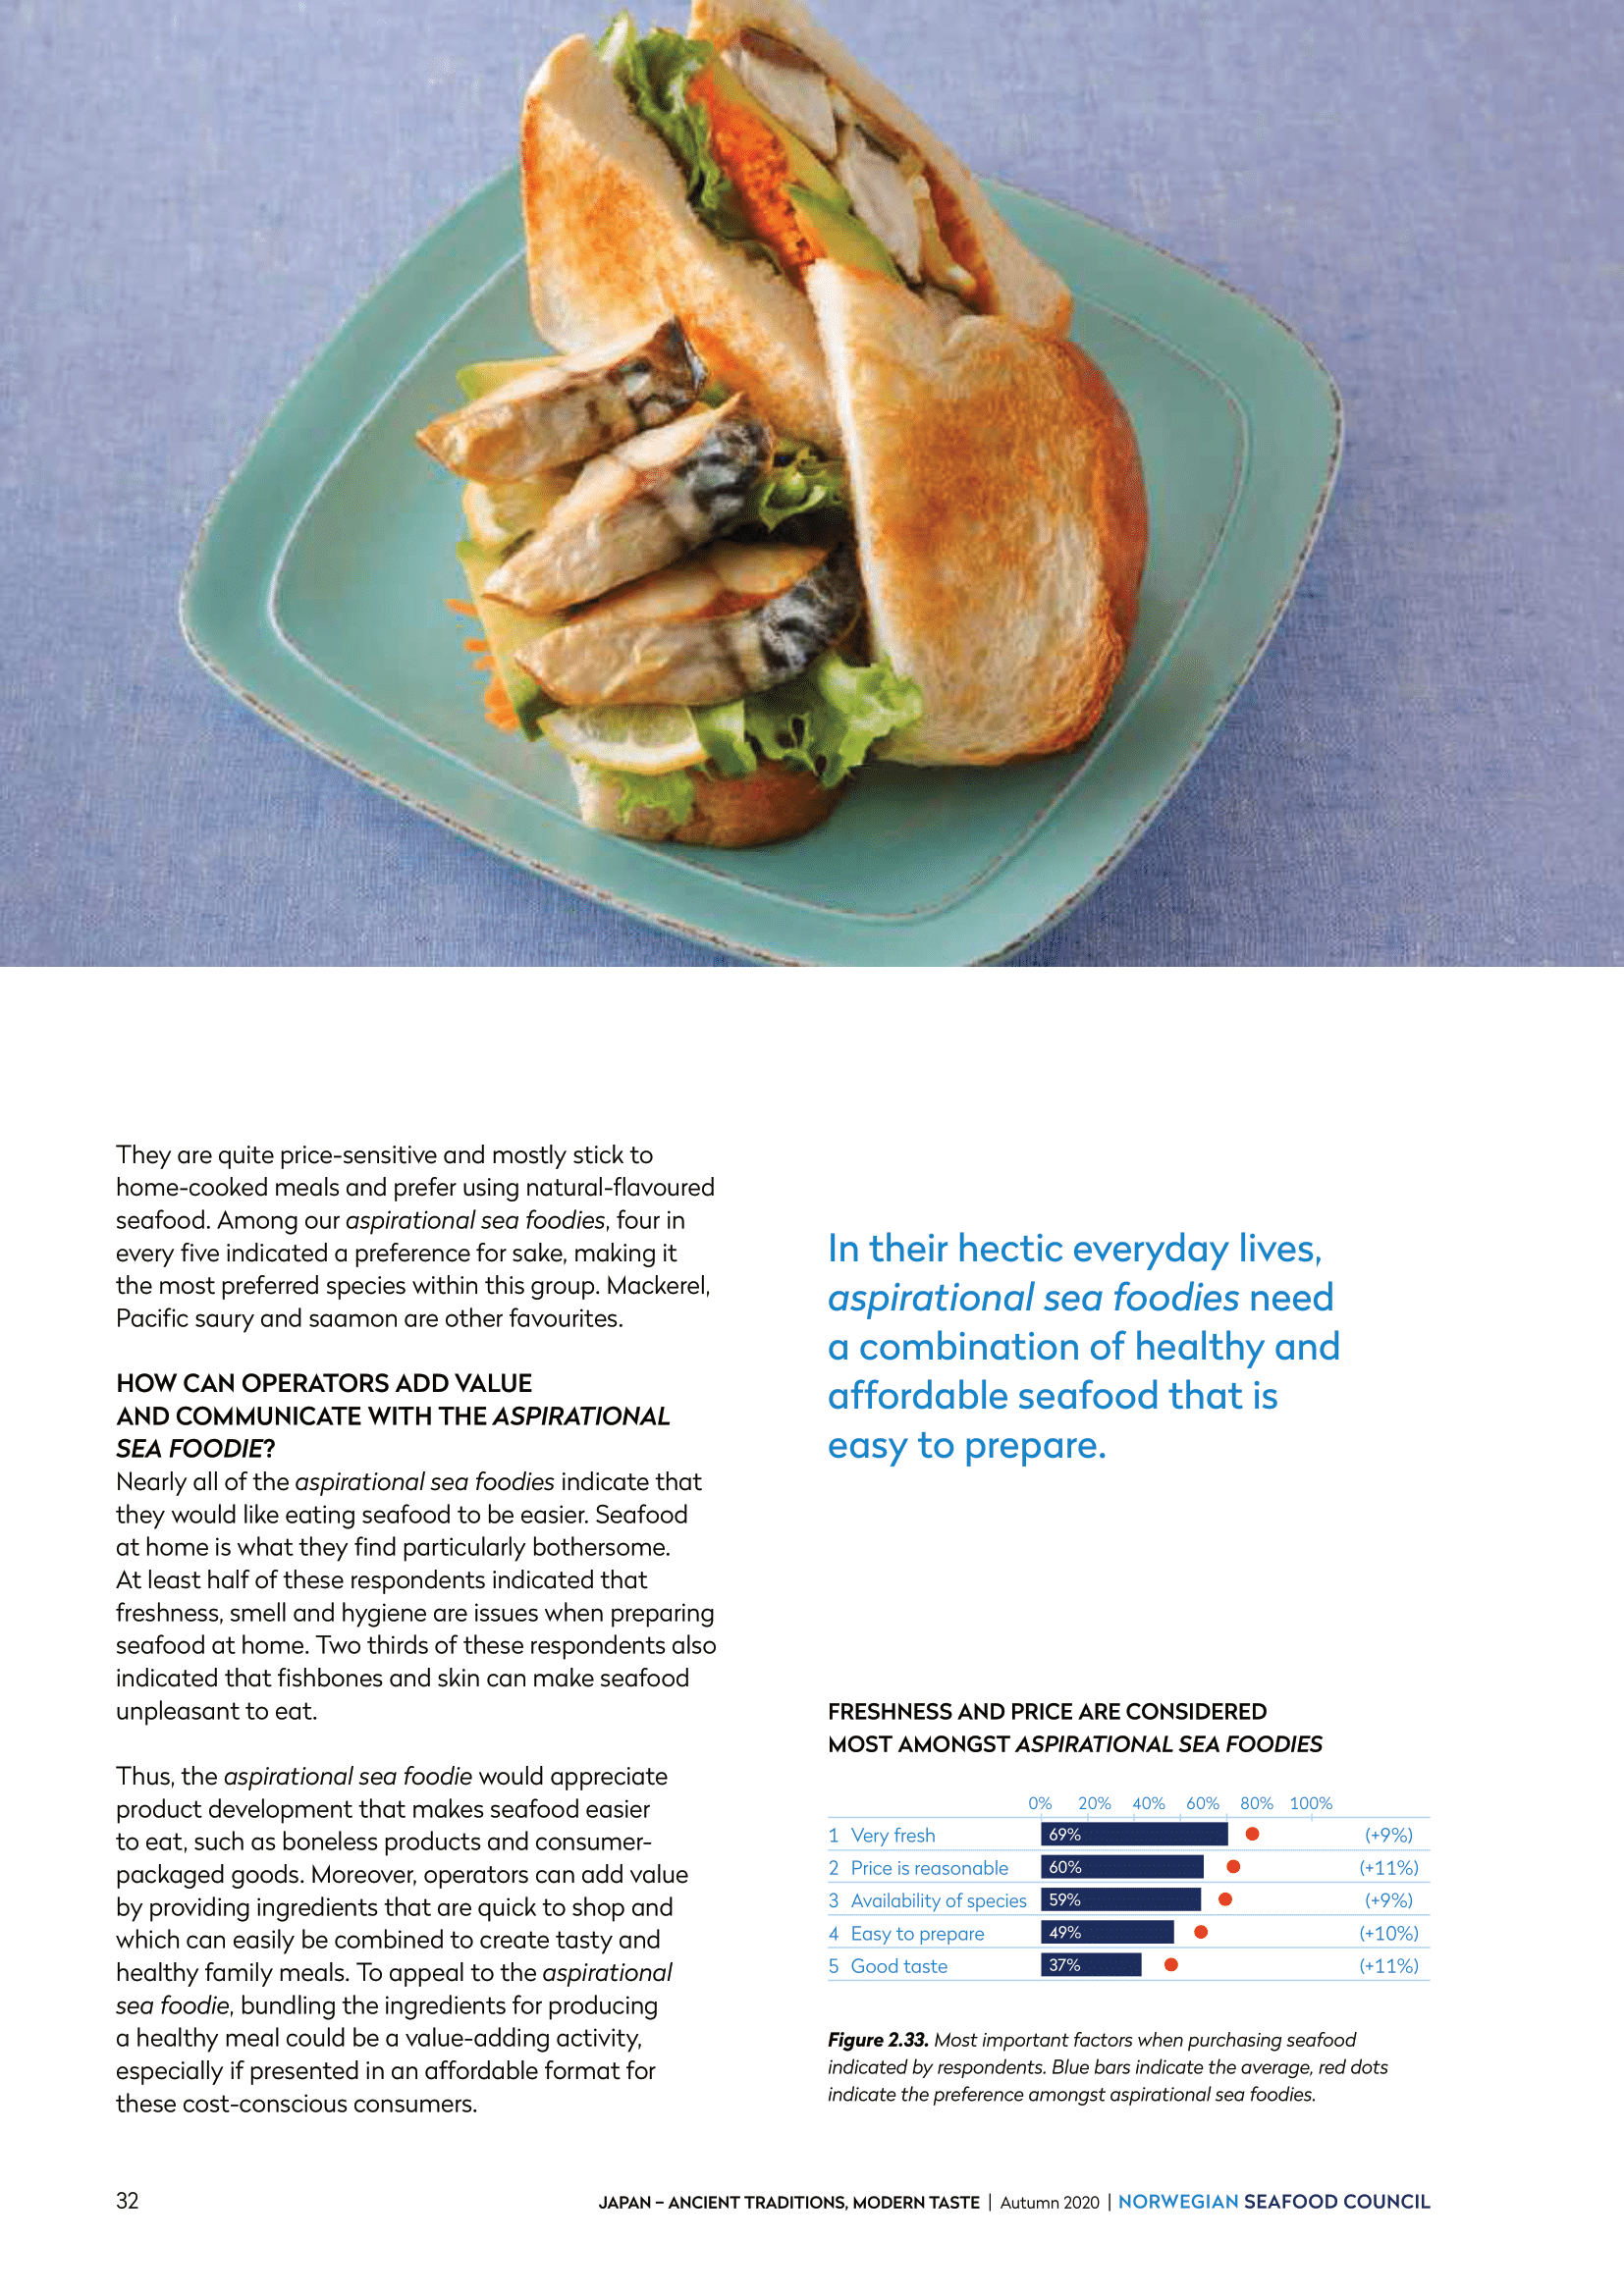 They are quite price-sensitive and mostly stick to
home-cooked meals and prefer using natural-flavoured
seafood. Among our aspirational sea foodies, four in
every five indicated a preference for sake, making it
the most preferred species within this group. Mackerel,
Pacific saury and saamon are other favourites.
HOW CAN OPERATORS ADD VALUE
AND COMMUNICATE WITH THE ASPIRATIONAL
SEA FOODIE?
Nearly all of the aspirational sea foodies indicate that
they would like eating seafood to be easier. Seafood
at home is what they find particularly bothersome.
At least half of these respondents indicated that
freshness, smell and hygiene are issues when preparing
seafood at home. Two thirds of these respondents also
indicated that fishbones and skin can make seafood
unpleasant to eat.
Thus, the aspirational sea foodie would appreciate
product development that makes seafood easier
to eat, such as boneless products and consumer-
packaged goods. Moreover, operators can add value
by providing ingredients that are quick to shop and
which can easily be combined to create tasty and
healthy family meals. To appeal to the aspirational
sea foodie, bundling the ingredients for producing
a healthy meal could be a value-adding activity,
especially if presented in an affordable format for
these cost-conscious consumers.
In their hectic everyday lives,
aspirational sea foodies need
a combination of healthy and
affordable seafood that is
easy to prepare.
FRESHNESS AND PRICE ARE CONSIDERED
MOST AMONGST ASPIRATIONAL SEA FOODIES
0% 20% 40% 60% 80% 100%
1 Very fresh 69% (+9%)
2 Price is reasonable 60% (+11%)
3 Availability of species 59% (+9%)
4 Easy to prepare 49% (+10%)
5 Good taste 37% (+11%)
Figure 2.33. Most important factors when purchasing seafood
indicated by respondents. Blue bars indicate the average, red dots
indicate the preference amongst aspirational sea foodies.
32 JAPAN – ANCIENT TRADITIONS, MODERN TASTE | Autumn 2020 | NORWEGIAN SEAFOOD COUNCIL